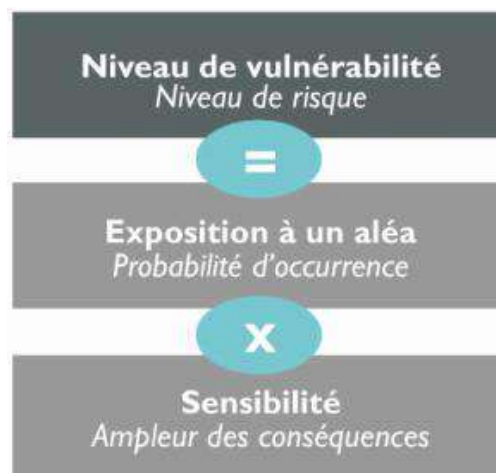 Niveau de vulnérabilité
Niveau de risque
=
Exposition à un aléa
Probabilité d'occurrence
x
Sensibilité
Ampleur des conséquences